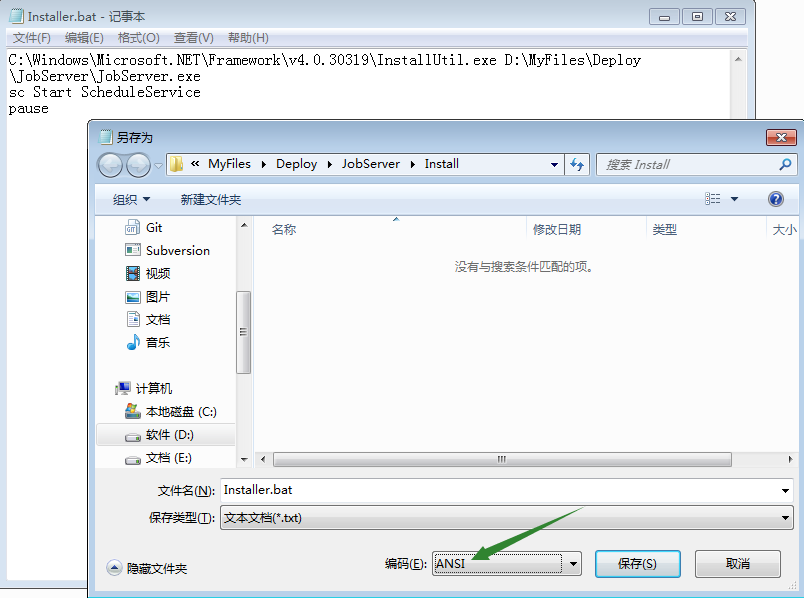 Installer.bat - 记事本
文件(F) 编辑(E) 格式(O) 查看(V) 帮助(H)
C:\Windows\Microsoft.NET\Framework\v4.0.30319\InstallUtil.exe D:\MyFiles\Deploy
\JobServer\JobServer.exe
sc Start ScheduleService
pause
另存为
« MyFiles Deploy JobServer Install
搜索 Install
组织 新建文件夹
名称 修改日期 类型 大小
没有与搜索条件匹配的项。
Git
Subversion
视频
图片
文档
音乐
计算机
本地磁盘 (C:)
软件 (D:)
文档 (E:)
文件名(N): Installer.bat
保存类型(T): 文本文档(*.txt)
隐藏文件夹 编码(E): ANSI 保存(S) 取消